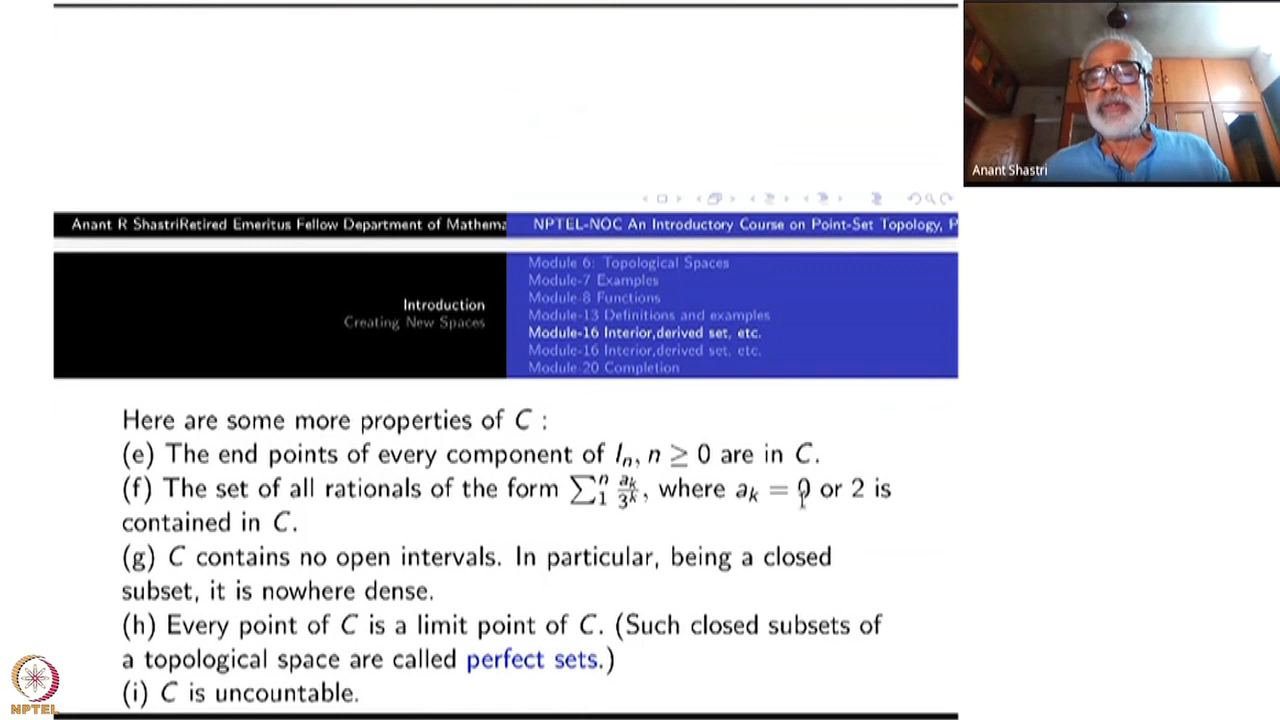 Anant Shastri
Anant R ShastriRetired Emeritus Fellow Department of Mathema
NPTEL-NOC An Introductory Course on Point-Set Topology, P
Introduction
Creating New Spaces
Module 6: Topological Spaces
Module-7 Examples
Module-8 Functions
Module-13 Definitions and examples
Module-16 Interior,derived set, etc.
Module-16 Interior,derived set, etc.
Module-20 Completion
Here are some more properties of C :
(e) The end points of every component of Iₙ, n ≥ 0 are in C.
(f) The set of all rationals of the form ∑₁ⁿ aₖ/3ᵏ, where aₖ = 0 or 2 is
contained in C.
(g) C contains no open intervals. In particular, being a closed
subset, it is nowhere dense.
(h) Every point of C is a limit point of C. (Such closed subsets of
a topological space are called perfect sets.)
(i) C is uncountable.
NPTEL